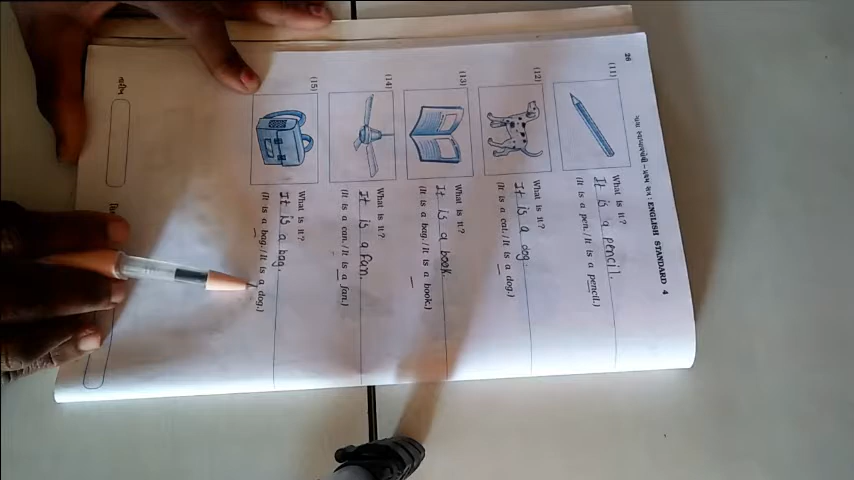 26
: ENGLISH STANDARD 4
(11)
What is it?
It is a pencil.
(It is a pen./It is a pencil.)
(12)
What is it?
It is a dog.
(It is a cat./It is a dog.)
(13)
What is it?
It is a book.
(It is a bag./It is a book.)
(14)
What is it?
It is a fan.
(It is a can./It is a fan.)
(15)
What is it?
It is a bag.
(It is a bag./It is a dog.)